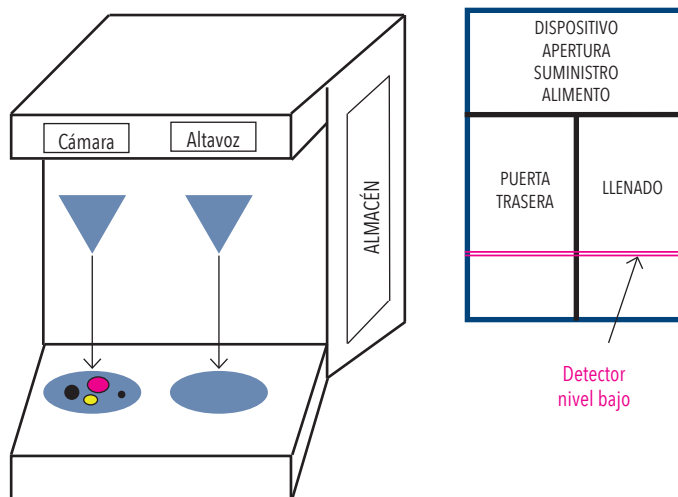 Cámara
Altavoz
ALMACÉN
DISPOSITIVO
APERTURA
SUMINISTRO
ALIMENTO
PUERTA
TRASERA
LLENADO
Detector
nivel bajo